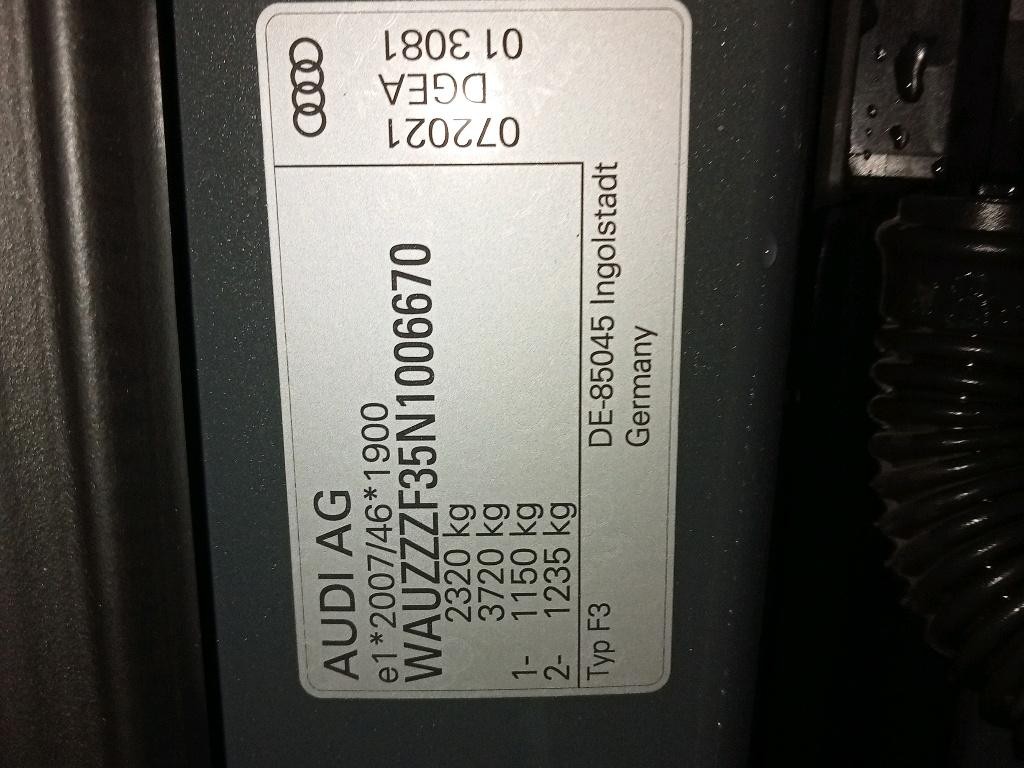 AUDI AG
e1*2007/46*1900
WAUZZZF35N1006670
2320 kg
3720 kg
1- 1150 kg
2- 1235 kg
Typ F3
DE-85045 Ingolstadt
Germany
072021
DGEA
01 3081